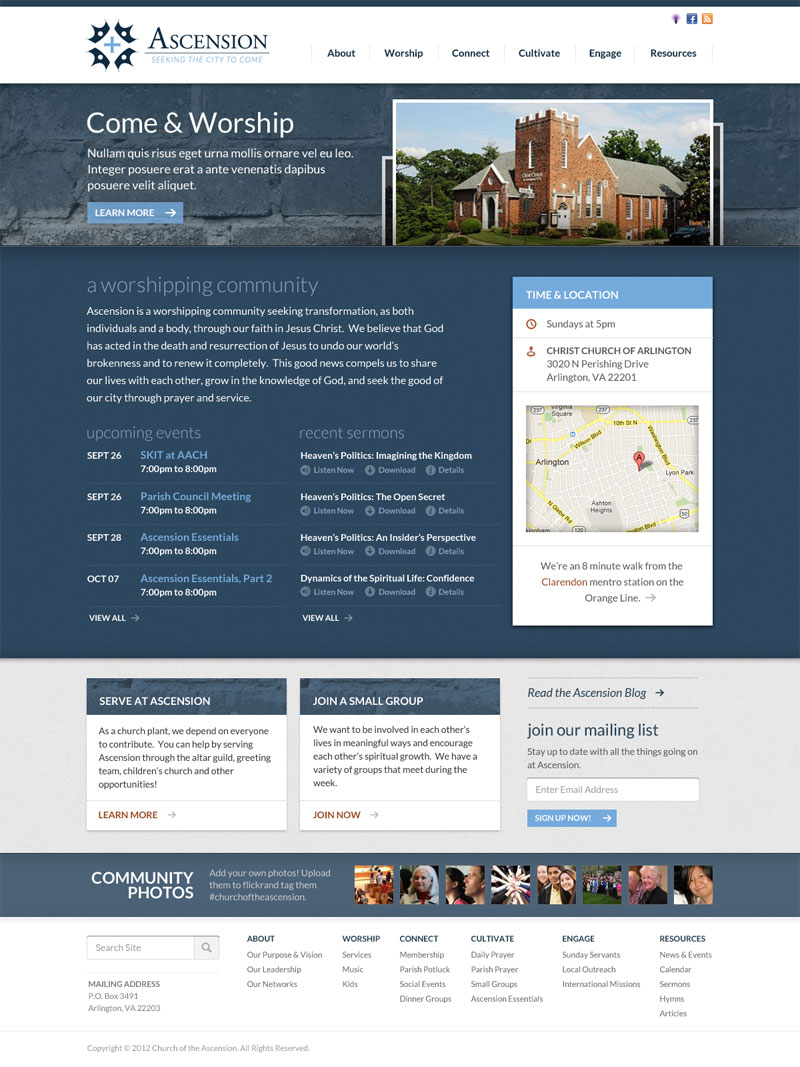 ASCENSION
SEEKING THE CITY TO COME
About Worship Connect Cultivate Engage Resources
Come & Worship
Nullam quis risus eget urna mollis ornare vel eu leo.
Integer posuere erat a ante venenatis dapibus
posuere velit aliquet.
LEARN MORE
a worshipping community
Ascension is a worshipping community seeking transformation, as both
individuals and a body, through our faith in Jesus Christ. We believe that God
has acted in the death and resurrection of Jesus to undo our world's
brokenness and to renew it completely. This good news compels us to share
our lives with each other, grow in the knowledge of God, and seek the good of
our city through prayer and service.
upcoming events
SEPT 26 SKIT at AACH
7:00pm to 8:00pm
SEPT 26 Parish Council Meeting
7:00pm to 8:00pm
SEPT 28 Ascension Essentials
7:00pm to 8:00pm
OCT 07 Ascension Essentials, Part 2
7:00pm to 8:00pm
VIEW ALL
recent sermons
Heaven's Politics: Imagining the Kingdom
Listen Now Download Details
Heaven's Politics: The Open Secret
Listen Now Download Details
Heaven's Politics: An Insider's Perspective
Listen Now Download Details
Dynamics of the Spiritual Life: Confidence
Listen Now Download Details
VIEW ALL
TIME & LOCATION
Sundays at 5pm
CHRIST CHURCH OF ARLINGTON
3020 N Perishing Drive
Arlington, VA 22201
237
Virginia
Square
237
10th St N
237
Wilson Blvd
Washington Blvd
Arlington
A
Lyon Park
Ashton
Heights
50
N Glebe Rd
Arlington Blvd
We're an 8 minute walk from the
Clarendon mentro station on the
Orange Line.
SERVE AT ASCENSION
As a church plant, we depend on everyone
to contribute. You can help by serving
Ascension through the altar guild, greeting
team, children's church and other
opportunities!
LEARN MORE
JOIN A SMALL GROUP
We want to be involved in each other's
lives in meaningful ways and encourage
each other's spiritual growth. We have a
variety of groups that meet during the
week.
JOIN NOW
Read the Ascension Blog
join our mailing list
Stay up to date with all the things going on
at Ascension.
Enter Email Address
SIGN UP NOW!
COMMUNITY
PHOTOS
Add your own photos! Upload
them to flickrand tag them
#churchoftheascension.
Search Site
MAILING ADDRESS
P.O. Box 3491
Arlington, VA 22203
ABOUT
Our Purpose & Vision
Our Leadership
Our Networks
WORSHIP
Services
Music
Kids
CONNECT
Membership
Parish Potluck
Social Events
Dinner Groups
CULTIVATE
Daily Prayer
Parish Prayer
Small Groups
Ascension Essentials
ENGAGE
Sunday Servants
Local Outreach
International Missions
RESOURCES
News & Events
Calendar
Sermons
Hymns
Articles
Copyright © 2012 Church of the Ascension. All Rights Reserved.